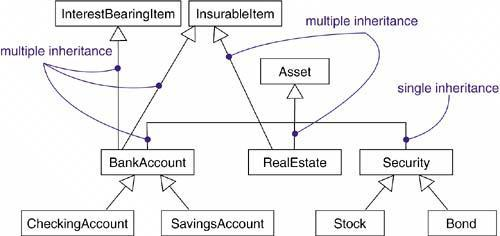 InterestBearingItem
InsurableItem
multiple inheritance
multiple inheritance
Asset
single inheritance
BankAccount
RealEstate
Security
CheckingAccount
SavingsAccount
Stock
Bond